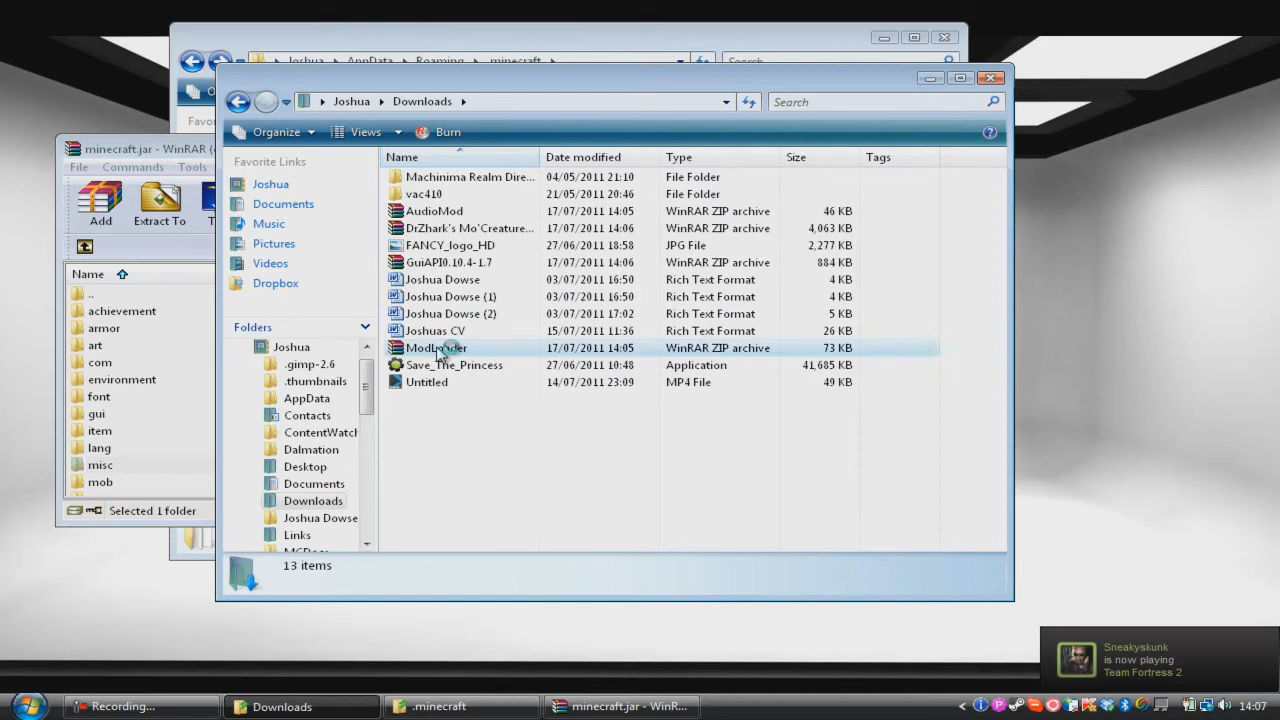 Joshua
AppData
Roaming
minecraft
Search
Favor
Joshua
Downloads
Search
Organize
Views
Burn
Favorite Links
Joshua
Documents
Music
Pictures
Videos
Dropbox
Folders
Joshua
.gimp-2.6
.thumbnails
AppData
Contacts
ContentWatch
Dalmation
Desktop
Documents
Downloads
Joshua Dowse
Links
Name Date modified Type Size Tags
Machinima Realm Dire... 04/05/2011 21:10 File Folder
vac410 21/05/2011 20:46 File Folder
AudioMod 17/07/2011 14:05 WinRAR ZIP archive 46 KB
DrZhark's Mo'Creature... 17/07/2011 14:06 WinRAR ZIP archive 4,063 KB
FANCY_logo_HD 27/06/2011 18:58 JPG File 2,277 KB
GuiAPI0.10.4-1.7 17/07/2011 14:06 WinRAR ZIP archive 884 KB
Joshua Dowse 03/07/2011 16:50 Rich Text Format 4 KB
Joshua Dowse (1) 03/07/2011 16:50 Rich Text Format 4 KB
Joshua Dowse (2) 03/07/2011 17:02 Rich Text Format 5 KB
Joshuas CV 15/07/2011 11:36 Rich Text Format 26 KB
ModLoader 17/07/2011 14:05 WinRAR ZIP archive 73 KB
Save_The_Princess 27/06/2011 10:48 Application 41,685 KB
Untitled 14/07/2011 23:09 MP4 File 49 KB
13 items
minecraft.jar - WinRAR (
File Commands Tools
Add
Extract To
T
Name
..
achievement
armor
art
com
environment
font
gui
item
lang
misc
mob
Selected 1 folder
Sneakyskunk
is now playing
Team Fortress 2
Recording...
Downloads
.minecraft
minecraft.jar - WinR...
14:07